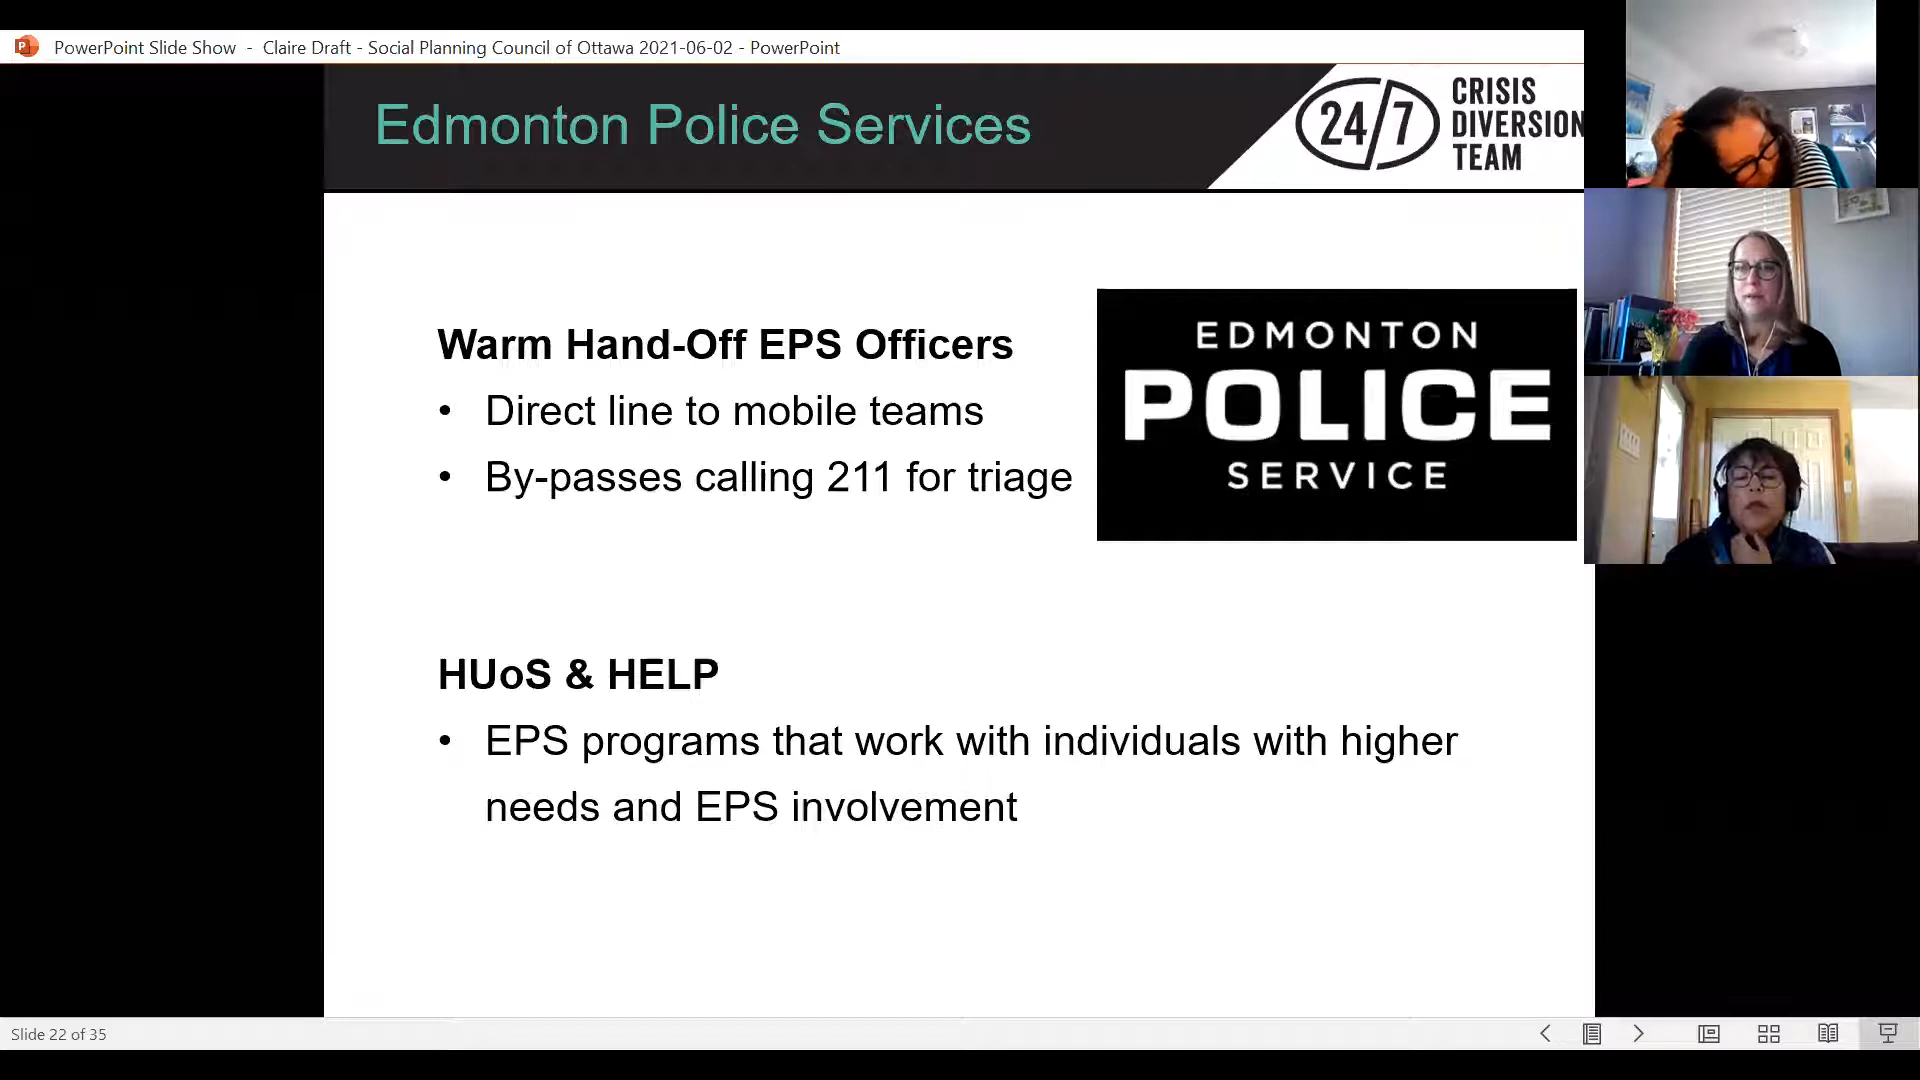 PowerPoint Slide Show - Claire Draft - Social Planning Council of Ottawa 2021-06-02 - PowerPoint
Edmonton Police Services
24/7
CRISIS
DIVERSION
TEAM
Warm Hand-Off EPS Officers
• Direct line to mobile teams
• By-passes calling 211 for triage
EDMONTON
POLICE
SERVICE
HUoS & HELP
• EPS programs that work with individuals with higher
needs and EPS involvement
Slide 22 of 35